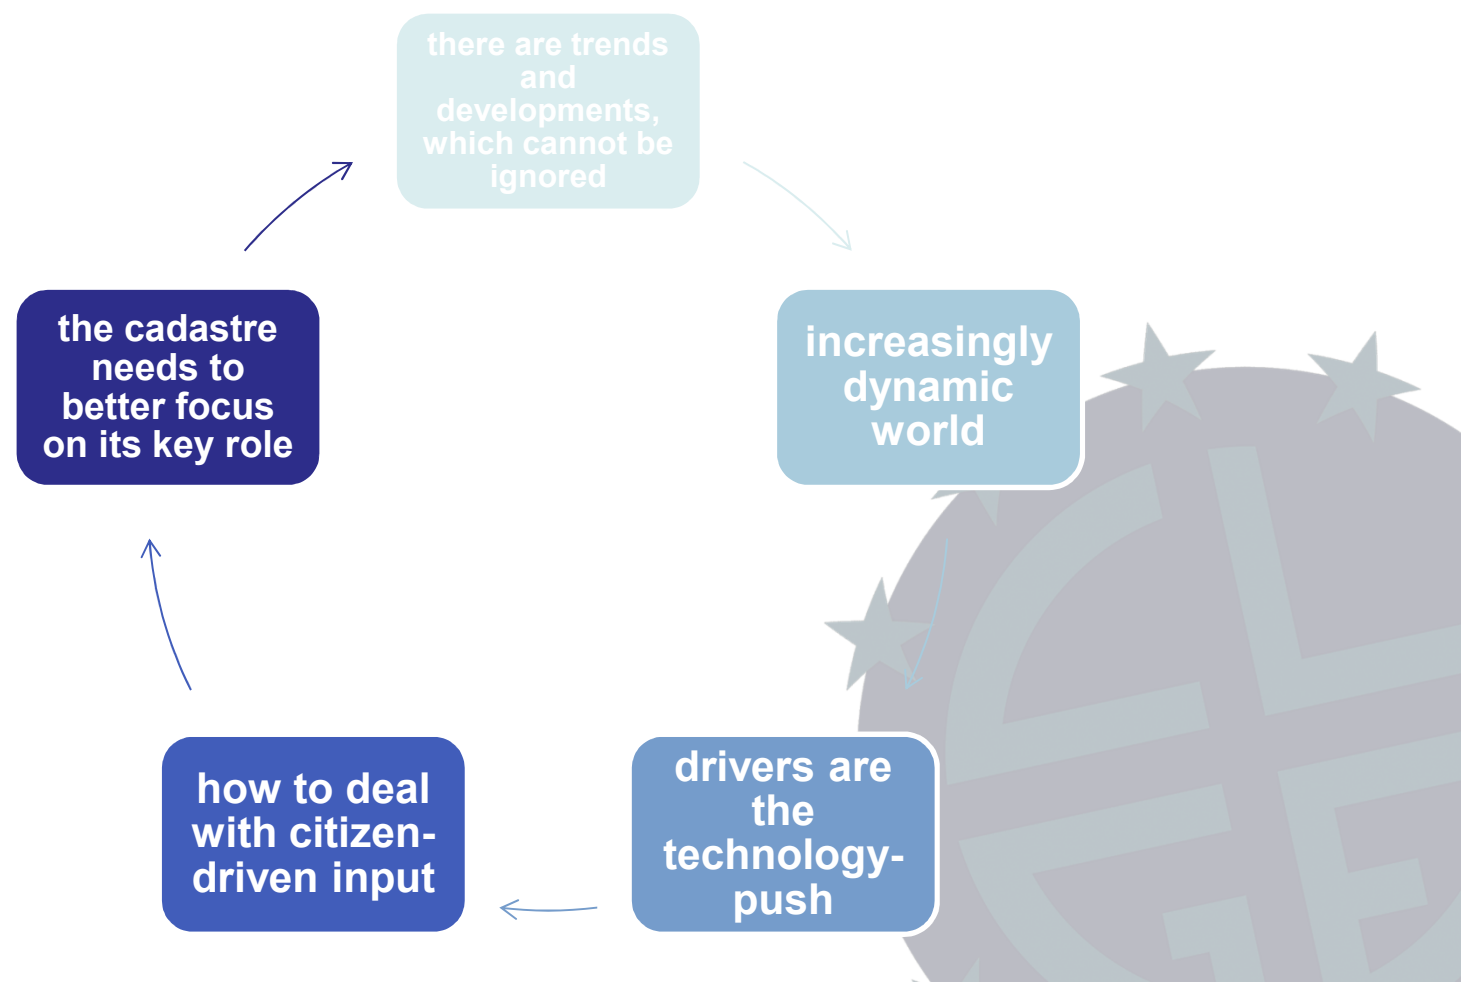 there are trends
and
developments,
which cannot be
ignored
increasingly
dynamic
world
drivers are
the
technology-
push
how to deal
with citizen-
driven input
the cadastre
needs to
better focus
on its key role